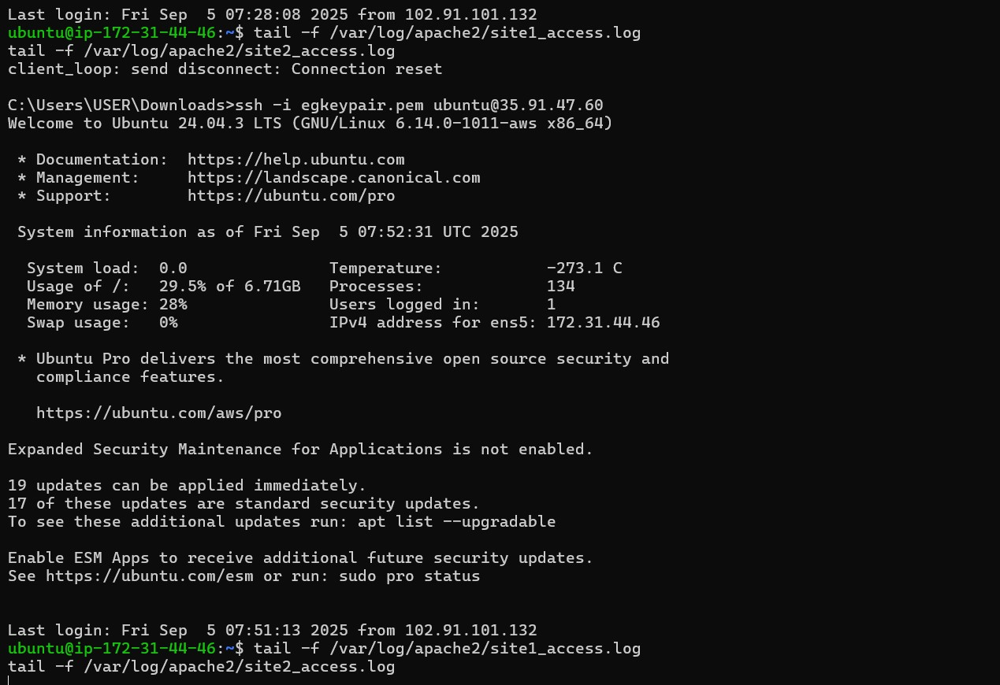 Last login: Fri Sep  5 07:28:08 2025 from 102.91.101.132
ubuntu@ip-172-31-44-46:~$ tail -f /var/log/apache2/site1_access.log
tail -f /var/log/apache2/site2_access.log
client_loop: send disconnect: Connection reset

C:\Users\USER\Downloads>ssh -i egkeypair.pem ubuntu@35.91.47.60
Welcome to Ubuntu 24.04.3 LTS (GNU/Linux 6.14.0-1011-aws x86_64)

 * Documentation:  https://help.ubuntu.com
 * Management:     https://landscape.canonical.com
 * Support:        https://ubuntu.com/pro

 System information as of Fri Sep  5 07:52:31 UTC 2025

  System load:  0.0               Temperature:           -273.1 C
  Usage of /:   29.5% of 6.71GB   Processes:             134
  Memory usage: 28%               Users logged in:       1
  Swap usage:   0%                IPv4 address for ens5: 172.31.44.46

 * Ubuntu Pro delivers the most comprehensive open source security and
   compliance features.

   https://ubuntu.com/aws/pro

Expanded Security Maintenance for Applications is not enabled.

19 updates can be applied immediately.
17 of these updates are standard security updates.
To see these additional updates run: apt list --upgradable

Enable ESM Apps to receive additional future security updates.
See https://ubuntu.com/esm or run: sudo pro status


Last login: Fri Sep  5 07:51:13 2025 from 102.91.101.132
ubuntu@ip-172-31-44-46:~$ tail -f /var/log/apache2/site1_access.log
tail -f /var/log/apache2/site2_access.log